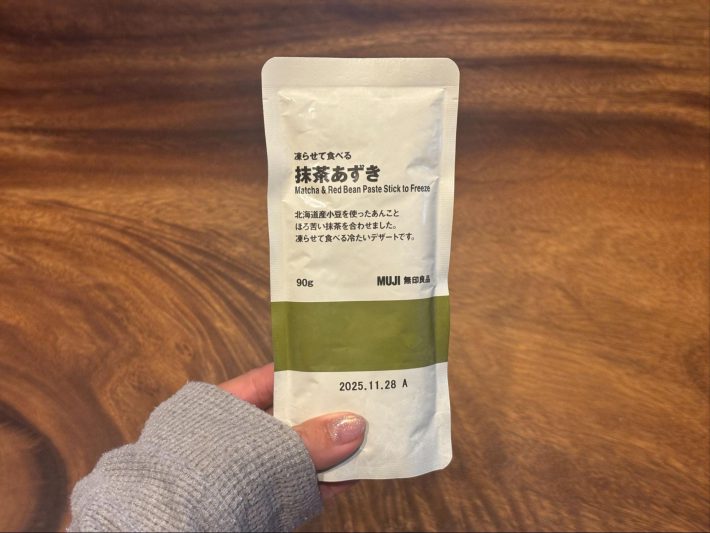 凍らせて食べる
抹茶あずき
Matcha & Red Bean Paste Stick to Freeze
北海道産小豆を使ったあんこと
ほろ苦い抹茶を合わせました。
凍らせて食べる冷たいデザートです。
90g
MUJI 無印良品
2025.11.28 A